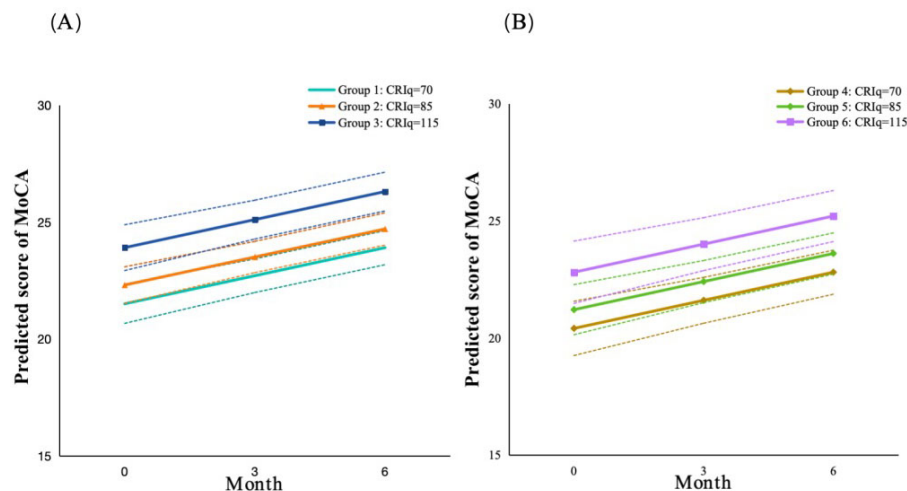 (A)
Group 1: CRIq=70
Group 2: CRIq=85
Group 3: CRIq=115
30
25
20
15
Predicted score of MoCA
0
3
6
Month
(B)
Group 4: CRIq=70
Group 5: CRIq=85
Group 6: CRIq=115
30
25
20
15
Predicted score of MoCA
0
3
6
Month